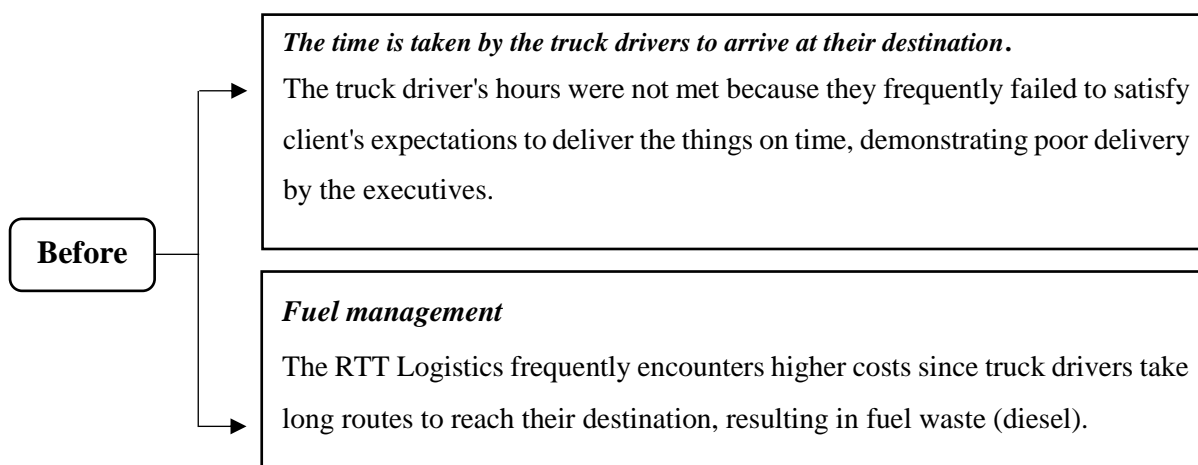 The time is taken by the truck drivers to arrive at their destination.
The truck driver's hours were not met because they frequently failed to satisfy
client's expectations to deliver the things on time, demonstrating poor delivery
by the executives.
Before
Fuel management
The RTT Logistics frequently encounters higher costs since truck drivers take
long routes to reach their destination, resulting in fuel waste (diesel).